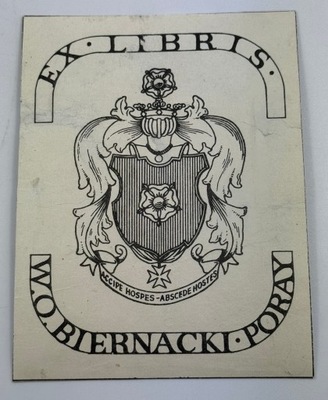 EX·LIBRIS·
ACCIPE HOSPES - ABSCEDE HOSTES
W.O.BIERNACKI·PORAY